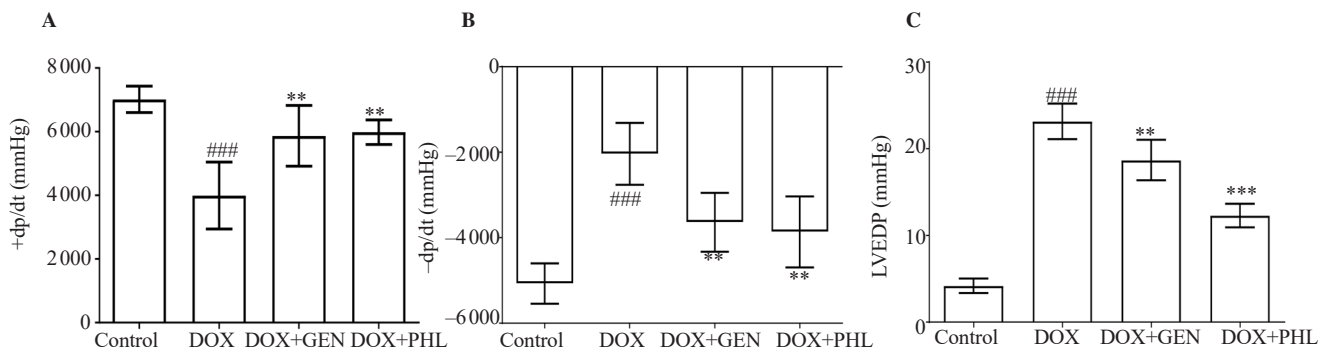 A
+dp/dt (mmHg)
8 000
6 000
4 000
2 000
0
###
**
**
Control DOX DOX+GEN DOX+PHL
B
−dp/dt (mmHg)
0
−2 000
−4 000
−6 000
###
**
**
Control DOX DOX+GEN DOX+PHL
C
LVEDP (mmHg)
30
20
10
0
###
**
***
Control DOX DOX+GEN DOX+PHL